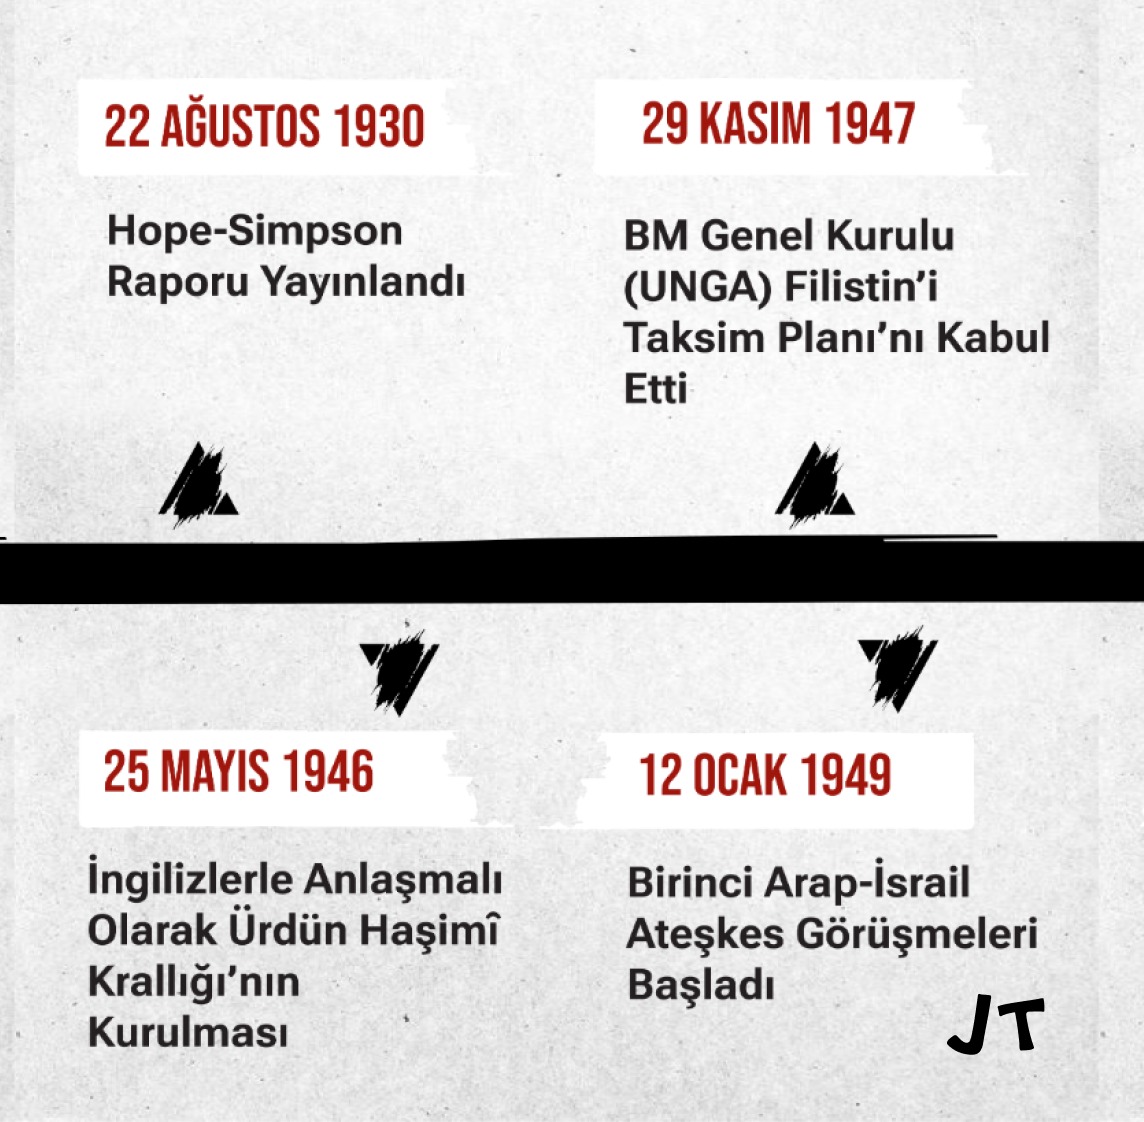 22 AĞUSTOS 1930
Hope-Simpson
Raporu Yayınlandı
29 KASIM 1947
BM Genel Kurulu
(UNGA) Filistin’i
Taksim Planı’nı Kabul
Etti
25 MAYIS 1946
İngilizlerle Anlaşmalı
Olarak Ürdün Haşimî
Krallığı’nın
Kurulması
12 OCAK 1949
Birinci Arap-İsrail
Ateşkes Görüşmeleri
Başladı
JT